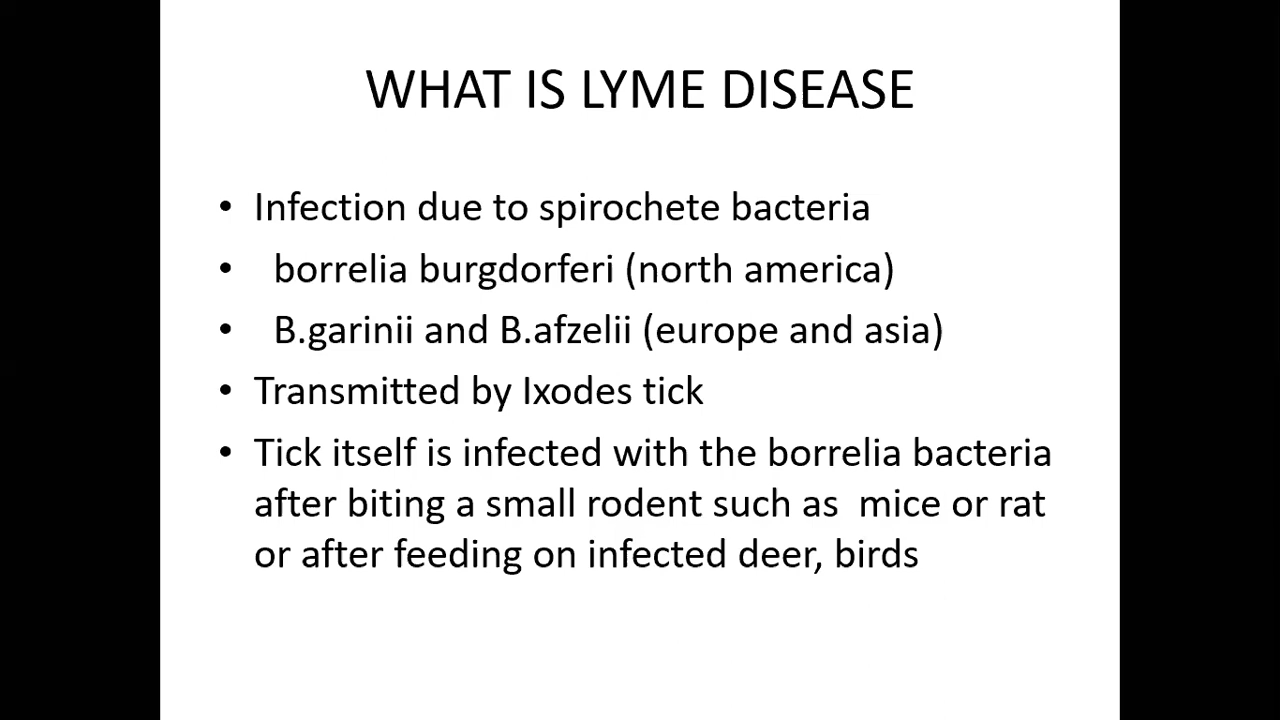 WHAT IS LYME DISEASE
• Infection due to spirochete bacteria
• borrelia burgdorferi (north america)
• B.garinii and B.afzelii (europe and asia)
• Transmitted by Ixodes tick
• Tick itself is infected with the borrelia bacteria
after biting a small rodent such as  mice or rat
or after feeding on infected deer, birds